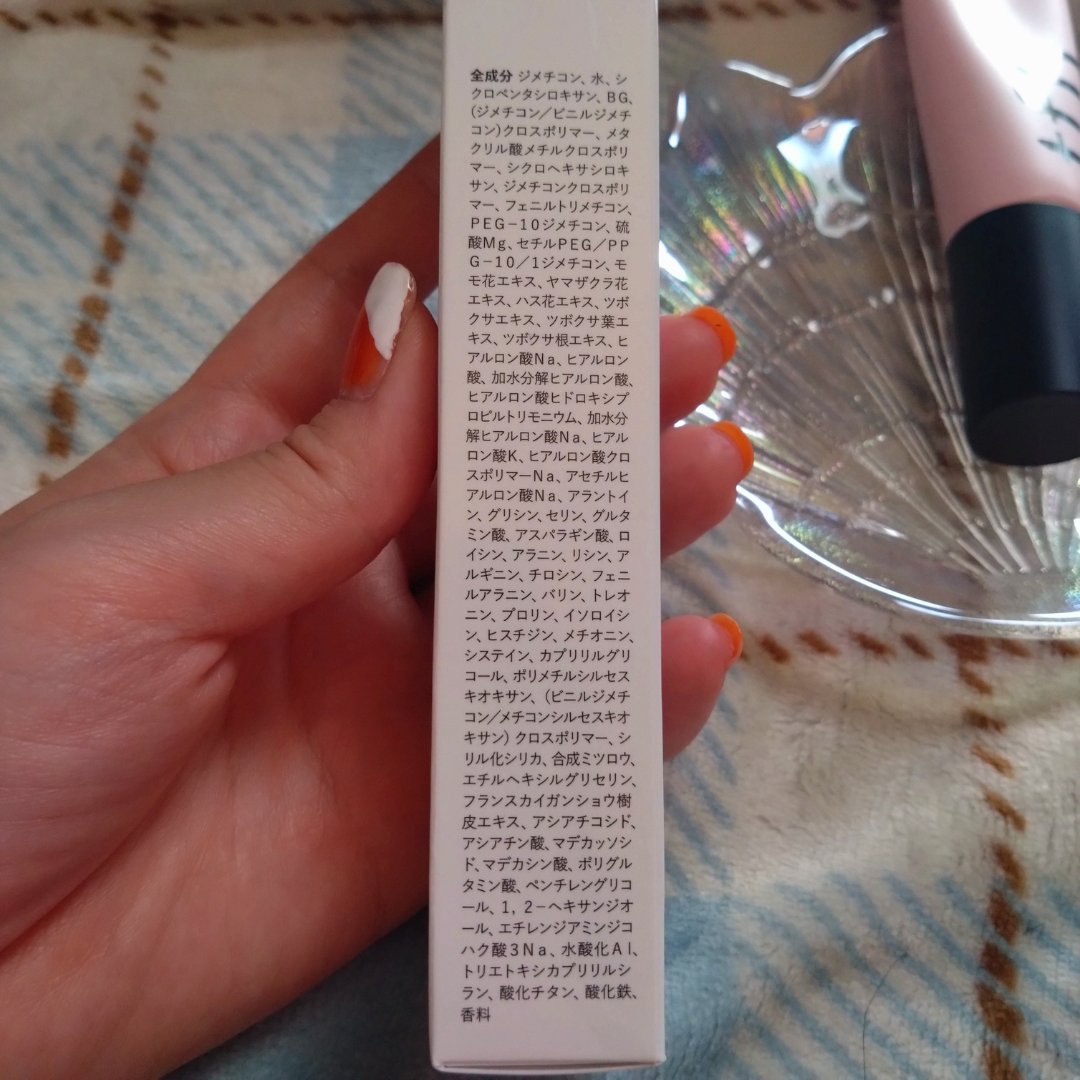 全成分 ジメチコン、水、シ
クロペンタシロキサン、BG、
(ジメチコン/ビニルジメチ
コン)クロスポリマー、メタ
クリル酸メチルクロスポリ
マー、シクロヘキサシロキ
サン、ジメチコンクロスポリ
マー、フェニルトリメチコン、
PEG-10ジメチコン、硫
酸Mg、セチルPEG/PP
G-10/1ジメチコン、モ
モ花エキス、ヤマザクラ花
エキス、ハス花エキス、ツボ
クサエキス、ツボクサ葉エ
キス、ツボクサ根エキス、ヒ
アルロン酸Na、ヒアルロン
酸、加水分解ヒアルロン酸、
ヒアルロン酸ヒドロキシプ
ロピルトリモニウム、加水分
解ヒアルロン酸Na、ヒアル
ロン酸K、ヒアルロン酸クロ
スポリマーNa、アセチルヒ
アルロン酸Na、アラントイ
ン、グリシン、セリン、グルタ
ミン酸、アスパラギン酸、ロ
イシン、アラニン、リシン、ア
ルギニン、チロシン、フェニ
ルアラニン、バリン、トレオ
ニン、プロリン、イソロイシ
ン、ヒスチジン、メチオニン、
システイン、カプリリルグリ
コール、ポリメチルシルセス
キオキサン、(ビニルジメチ
コン/メチコンシルセスキオ
キサン)クロスポリマー、シ
リル化シリカ、合成ミツロウ、
エチルヘキシルグリセリン、
フランスカイガンショウ樹
皮エキス、アシアチコシド、
アシアチン酸、マデカッソシ
ド、マデカシン酸、ポリグル
タミン酸、ペンチレングリコ
ール、1,2-ヘキサンジオ
ール、エチレンジアミンジコ
ハク酸3Na、水酸化Al、
トリエトキシカプリリルシ
ラン、酸化チタン、酸化鉄、
香料